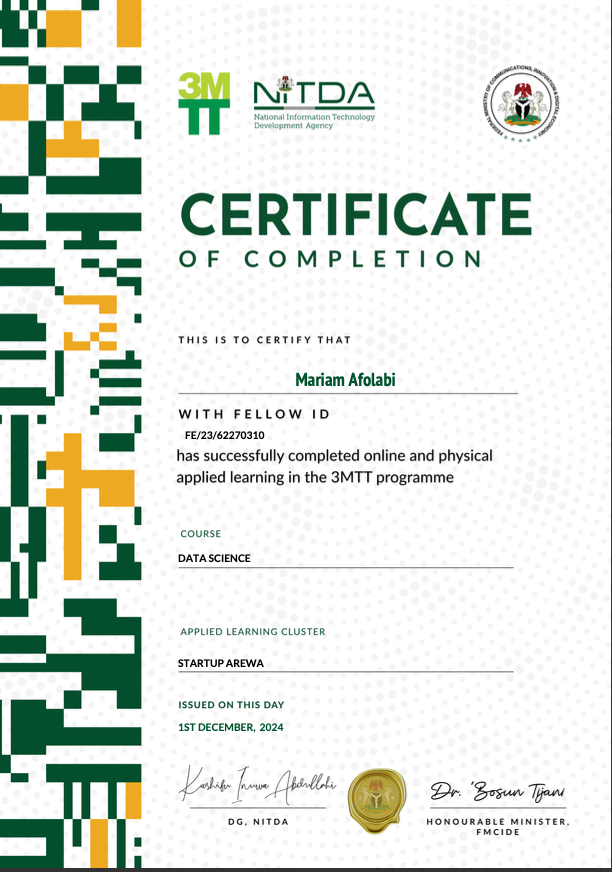 3M
TT
NiTDA
National Information Technology
Development Agency
FEDERAL MINISTRY OF COMMUNICATIONS, INNOVATION & DIGITAL ECONOMY
CERTIFICATE
OF COMPLETION
THIS IS TO CERTIFY THAT
Mariam Afolabi
WITH FELLOW ID
FE/23/62270310
has successfully completed online and physical
applied learning in the 3MTT programme
COURSE
DATA SCIENCE
APPLIED LEARNING CLUSTER
STARTUP AREWA
ISSUED ON THIS DAY
1ST DECEMBER, 2024
Kashifu Inuwa Abdullahi
Dr. 'Bosun Tijani
DG, NITDA
HONOURABLE MINISTER,
FMCIDE